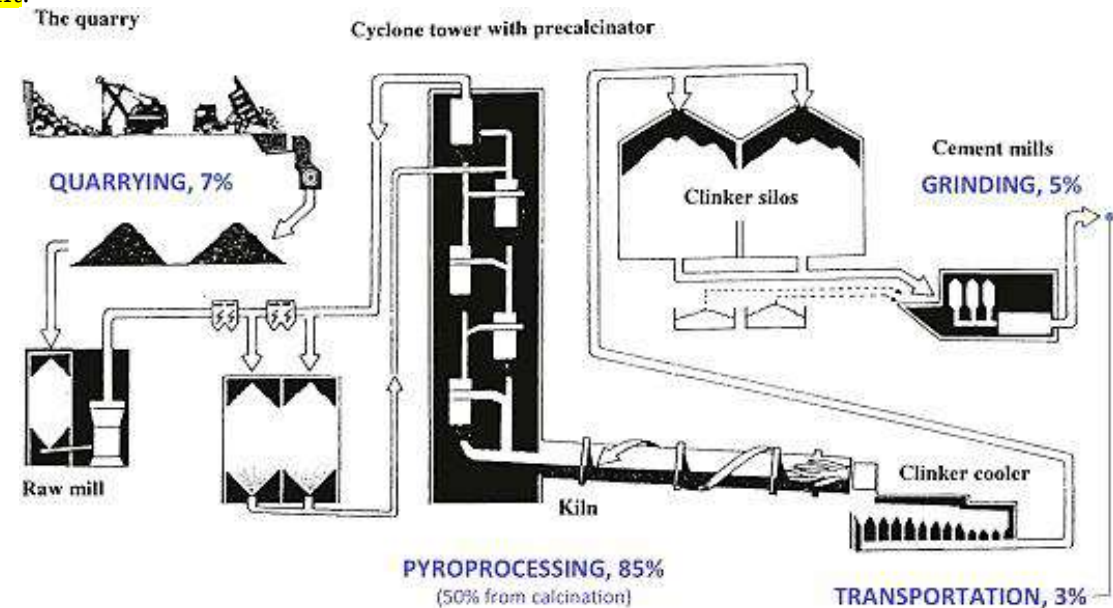 The quarry
Cyclone tower with precalcinator
QUARRYING, 7%
Clinker silos
Cement mills
GRINDING, 5%
Raw mill
Kiln
Clinker cooler
PYROPROCESSING, 85%
(50% from calcination)
TRANSPORTATION, 3%